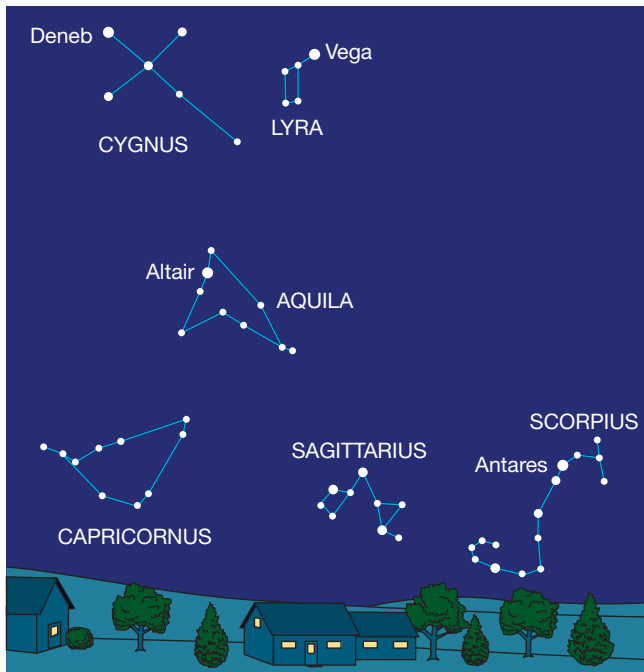 Deneb
Vega
LYRA
CYGNUS
Altair
AQUILA
SCORPIUS
SAGITTARIUS
Antares
CAPRICORNUS